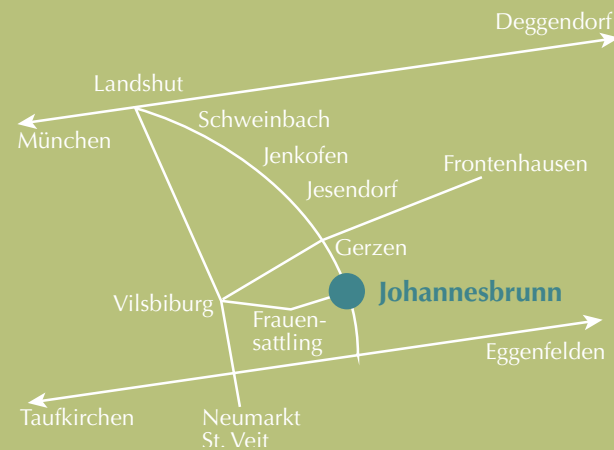 Deggendorf
Landshut
Schweinbach
München
Jenkofen
Frontenhausen
Jesendorf
Gerzen
Johannesbrunn
Vilsbiburg
Frauen-
sattling
Eggenfelden
Taufkirchen
Neumarkt
St. Veit